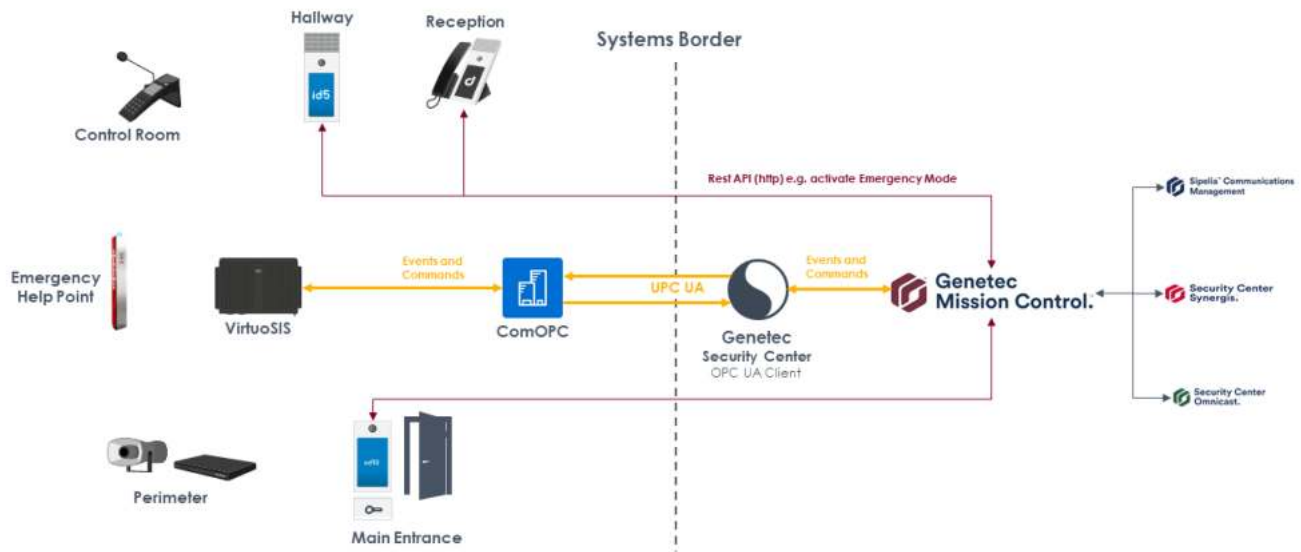 Hallway
Reception
Systems Border
id5
Control Room
Rest API (http) e.g. activate Emergency Mode
Sipelia™ Communications
Management
Emergency
Help Point
Events and
Commands
UPC UA
Events and
Commands
Genetec
Mission Control.
Security Center
Synergis.
VirtuoSIS
ComOPC
Genetec
Security Center
OPC UA Client
Security Center
Omnicast.
Perimeter
Main Entrance